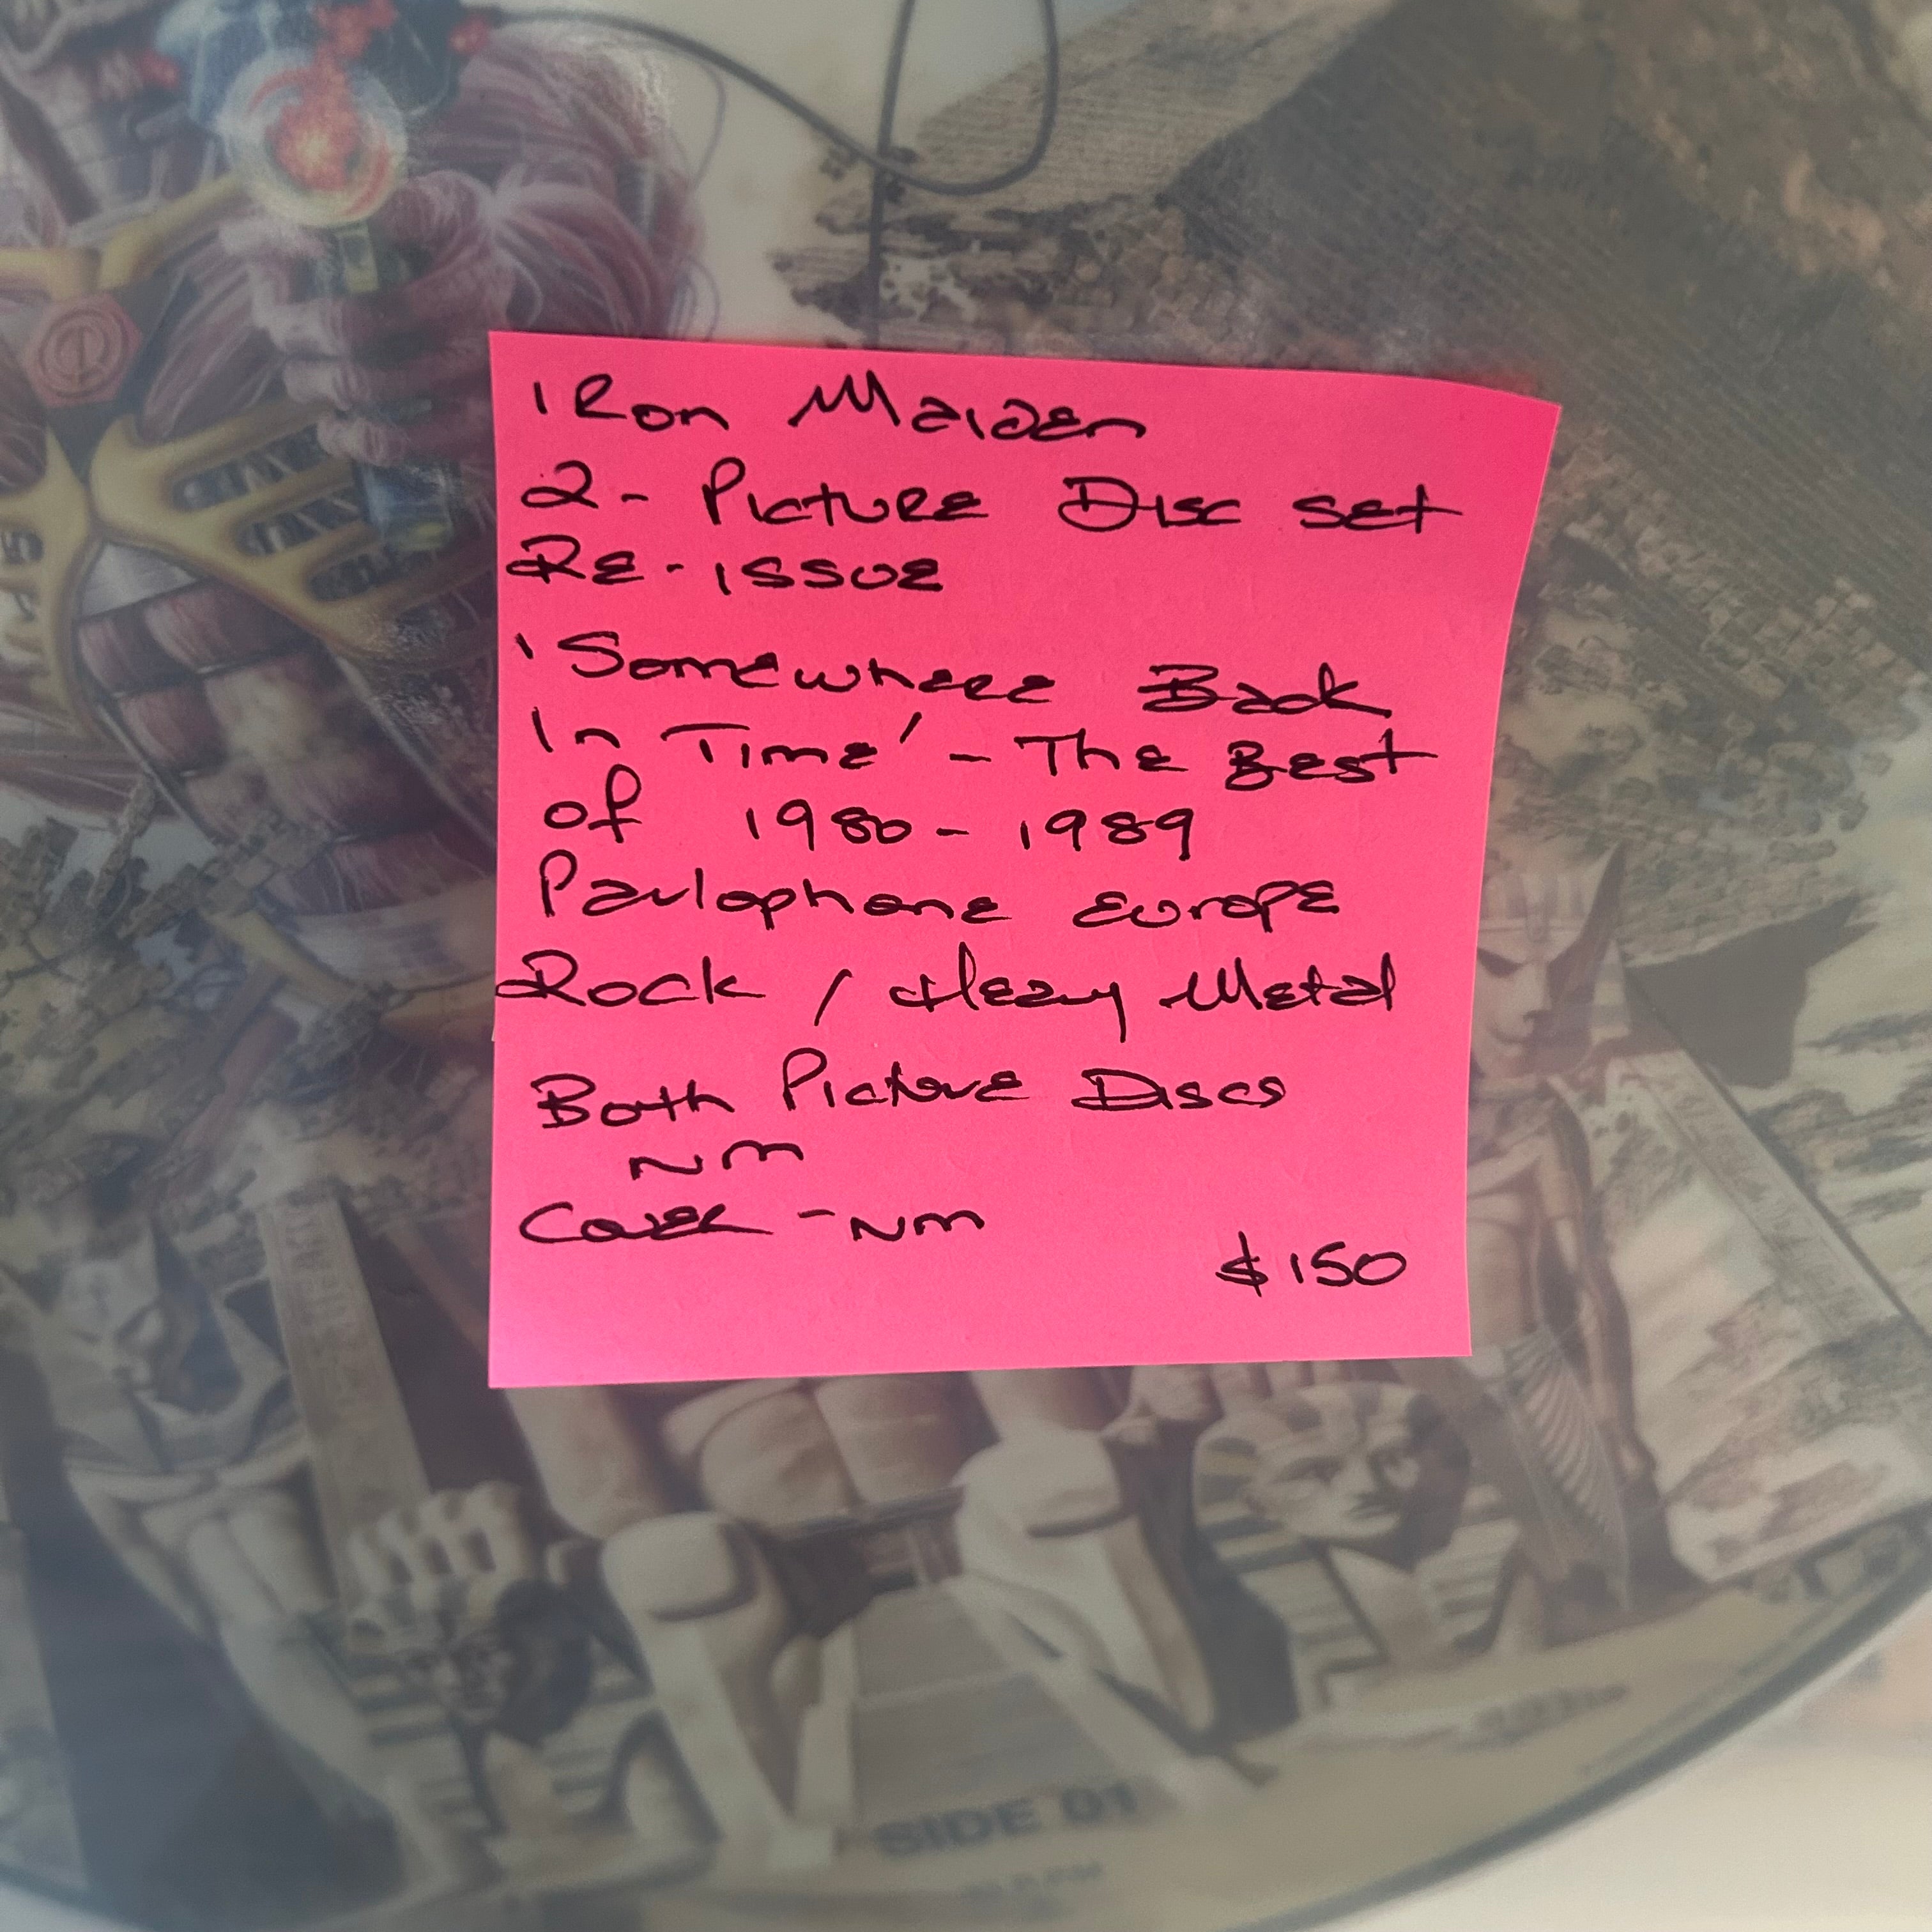 Iron Maiden
2- Picture Disc set
Re-issue
'Somewhere Back
In Time' - The Best
of 1980 - 1989
Parlophone Europe
Rock / Heavy Metal
Both Picture Discs
NM
Cover - NM
$150
SIDE 01